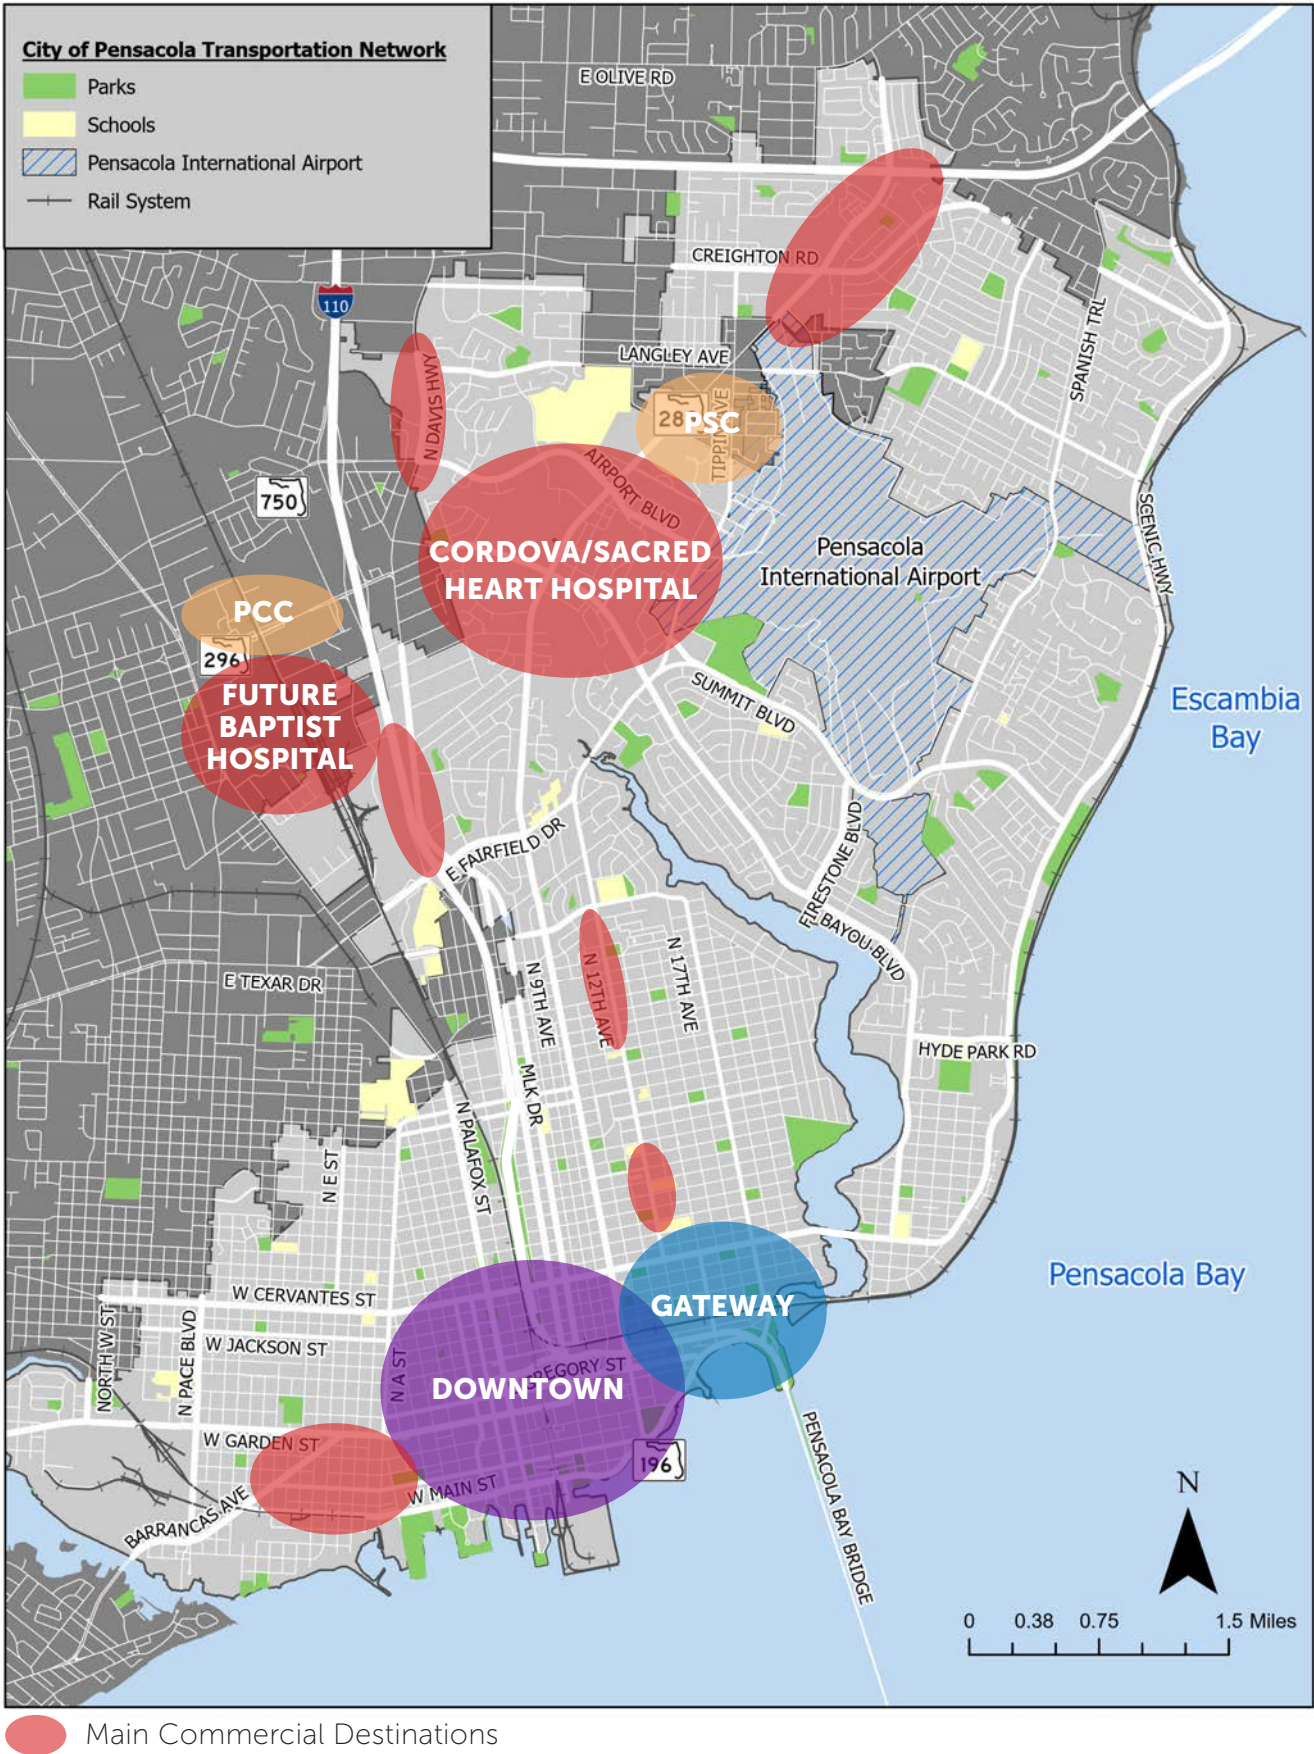 City of Pensacola Transportation Network
Parks
Schools
Pensacola International Airport
Rail System
E OLIVE RD
CREIGHTON RD
110
LANGLEY AVE
SPANISH TRL
N DAVIS HWY
28
PSC
AIRPORT BLVD
750
SCENIC HWY
CORDOVA/SACRED
HEART HOSPITAL
Pensacola
International Airport
PCC
296
FUTURE
BAPTIST
HOSPITAL
SUMMIT BLVD
Escambia
Bay
E FAIRFIELD DR
FIRESTONE BLVD
BAYOU BLVD
N 12TH AVE
N 17TH AVE
N 9TH AVE
E TEXAR DR
HYDE PARK RD
MLK DR
N PALAFOX ST
N E ST
Pensacola Bay
W CERVANTES ST
GATEWAY
NORTH W ST
N PACE BLVD
W JACKSON ST
N A ST
GREGORY ST
DOWNTOWN
W GARDEN ST
196
W MAIN ST
BARRANCAS AVE
PENSACOLA BAY BRIDGE
N
0 0.38 0.75 1.5 Miles
Main Commercial Destinations